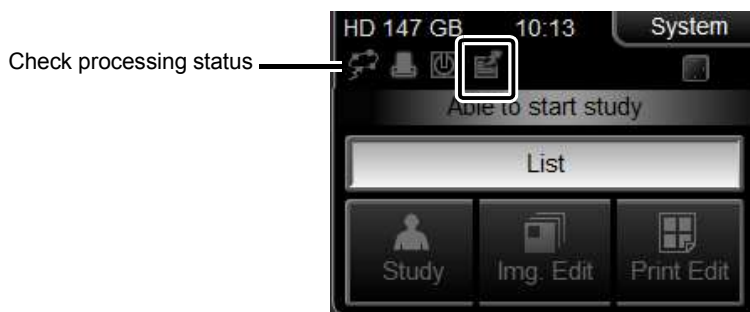 HD 147 GB 10:13 System
Check processing status
Able to start study
List
Study Img. Edit Print Edit